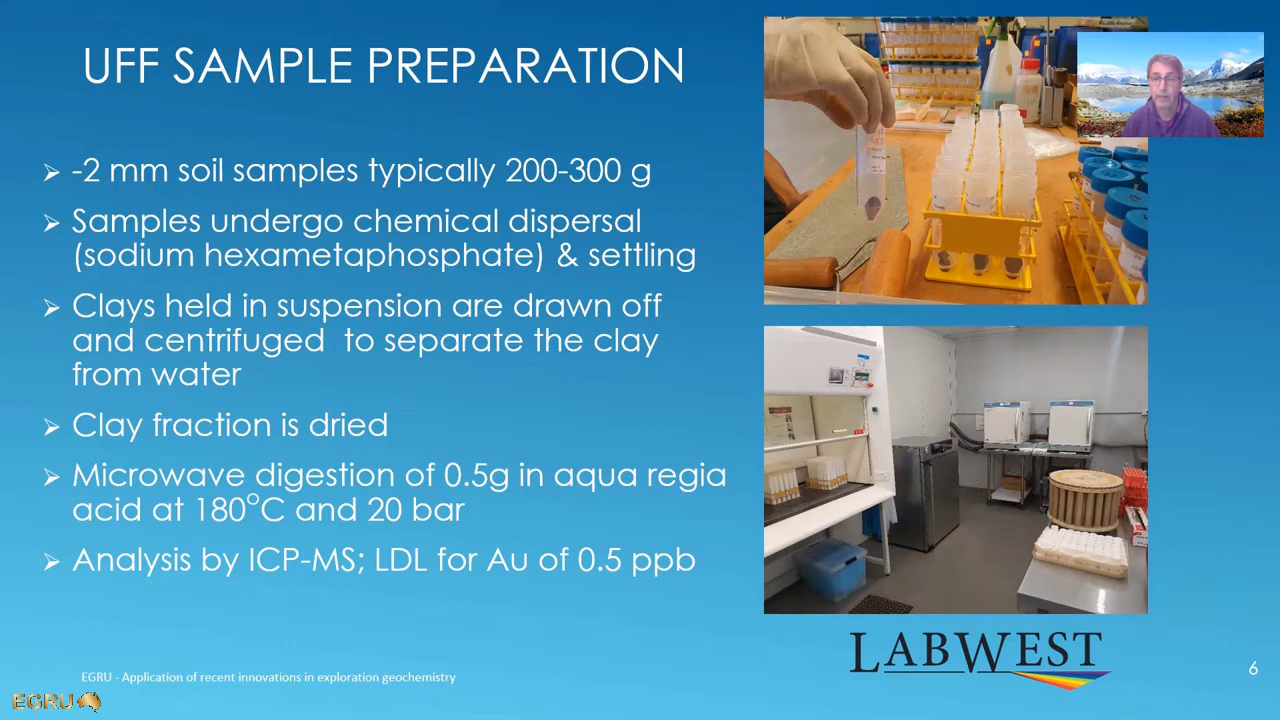 UFF SAMPLE PREPARATION
➢ -2 mm soil samples typically 200-300 g
➢ Samples undergo chemical dispersal
(sodium hexametaphosphate) & settling
➢ Clays held in suspension are drawn off
and centrifuged to separate the clay
from water
➢ Clay fraction is dried
➢ Microwave digestion of 0.5g in aqua regia
acid at 180°C and 20 bar
➢ Analysis by ICP-MS; LDL for Au of 0.5 ppb
LABWEST
EGRU - Application of recent innovations in exploration geochemistry
6
EGRU